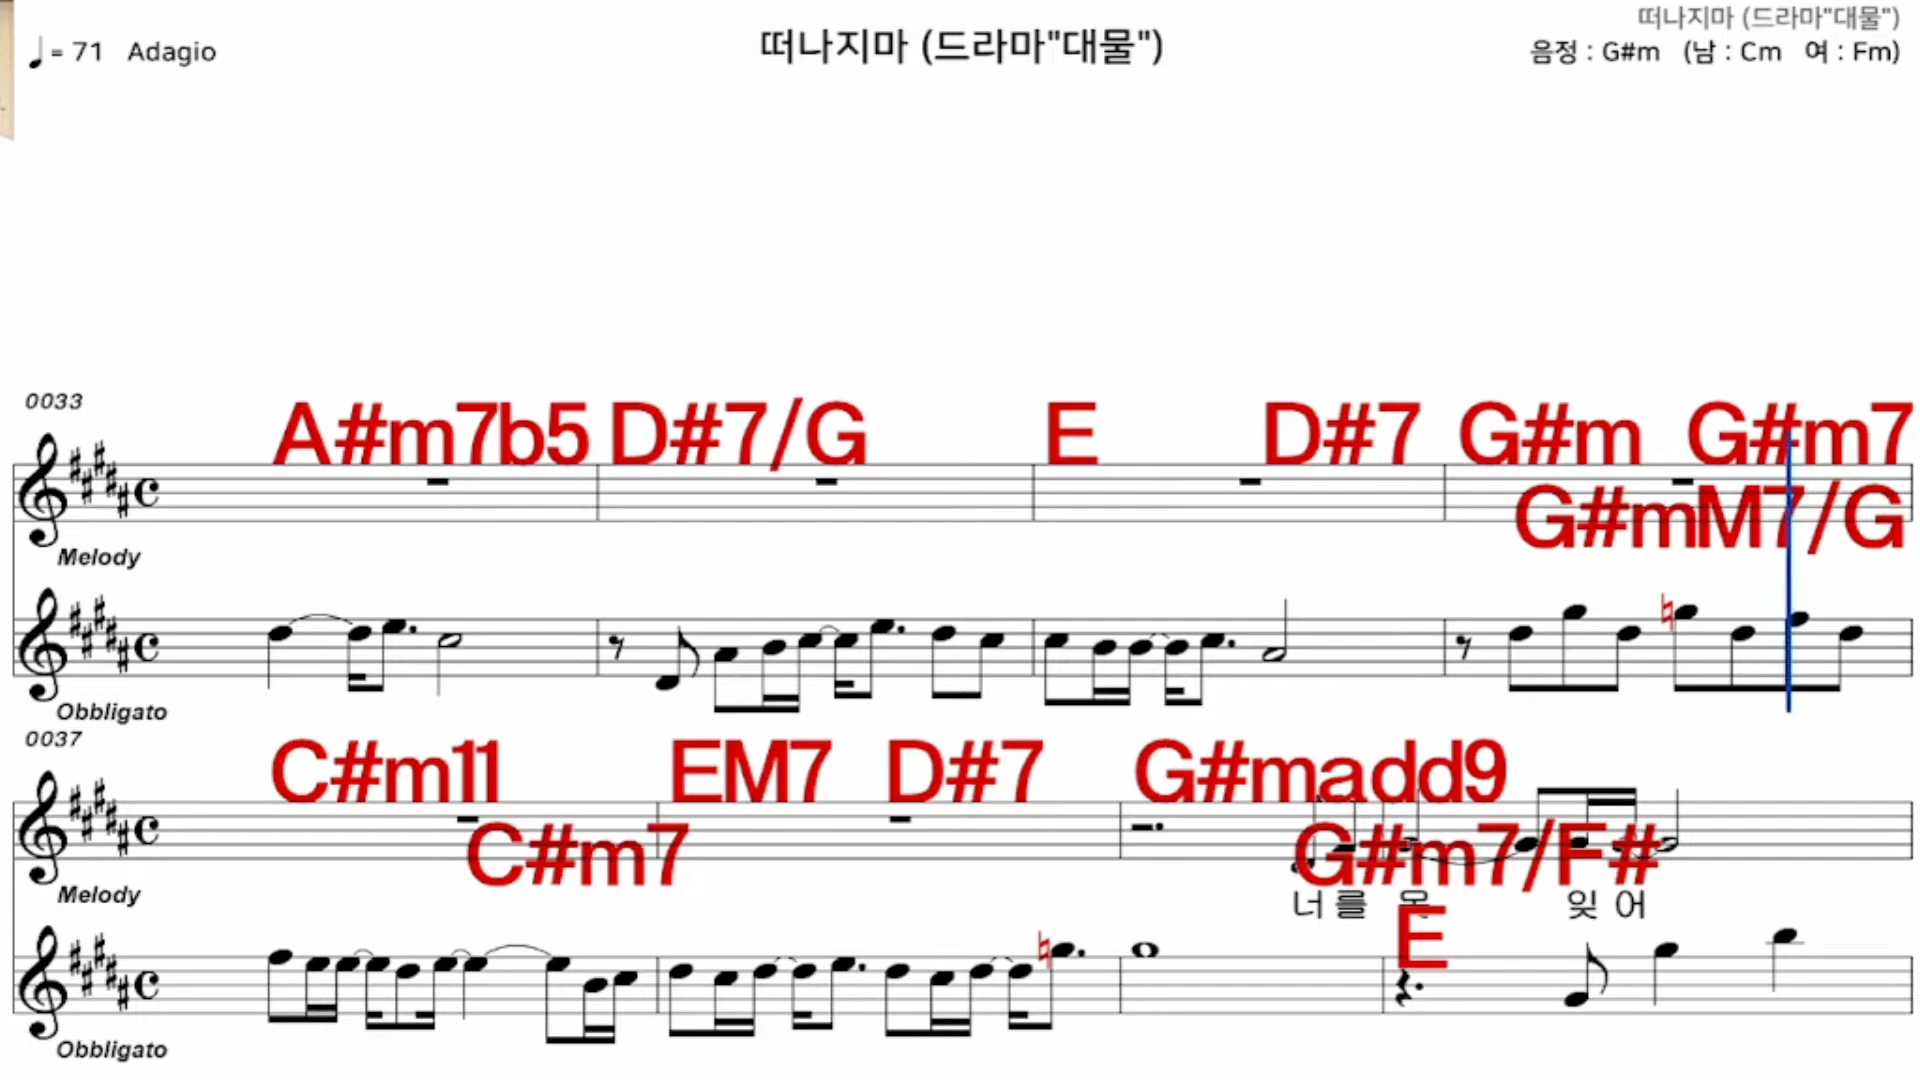 떠나지마 (드라마"대물")
♩ = 71 Adagio
떠나지마 (드라마"대물")
음정 : G#m (남 : Cm 여 : Fm)
0033
A#m7b5 D#7/G E D#7 G#m G#m7
G#mM7/G
Melody
Obbligato
0037
C#m11 EM7 D#7 G#madd9
C#m7 G#m7/F#
Melody
너 를 못 잊 어
E
Obbligato